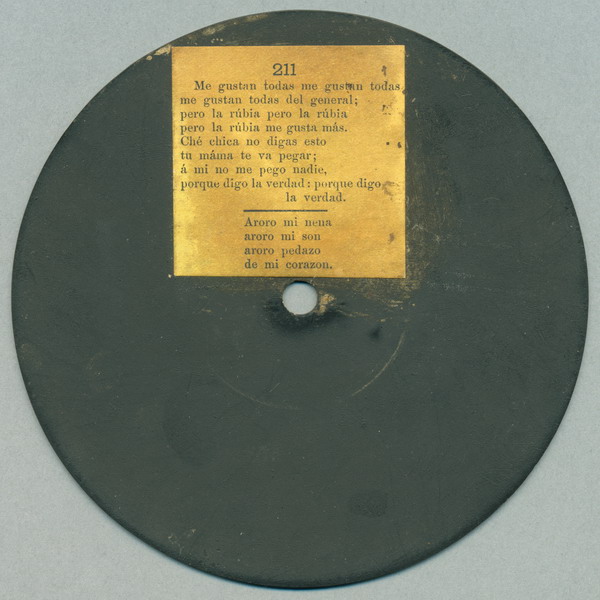 211
Me gustan todas me gustan todas
me gustan todas del general;
pero la rúbia pero la rúbia
pero la rúbia me gusta más.
Ché chica no digas esto
tu máma te va pegar;
á mi no me pego nadie,
porque digo la verdad: porque digo
la verdad.
Aroro mi nena
aroro mi son
aroro pedazo
de mi corazon.